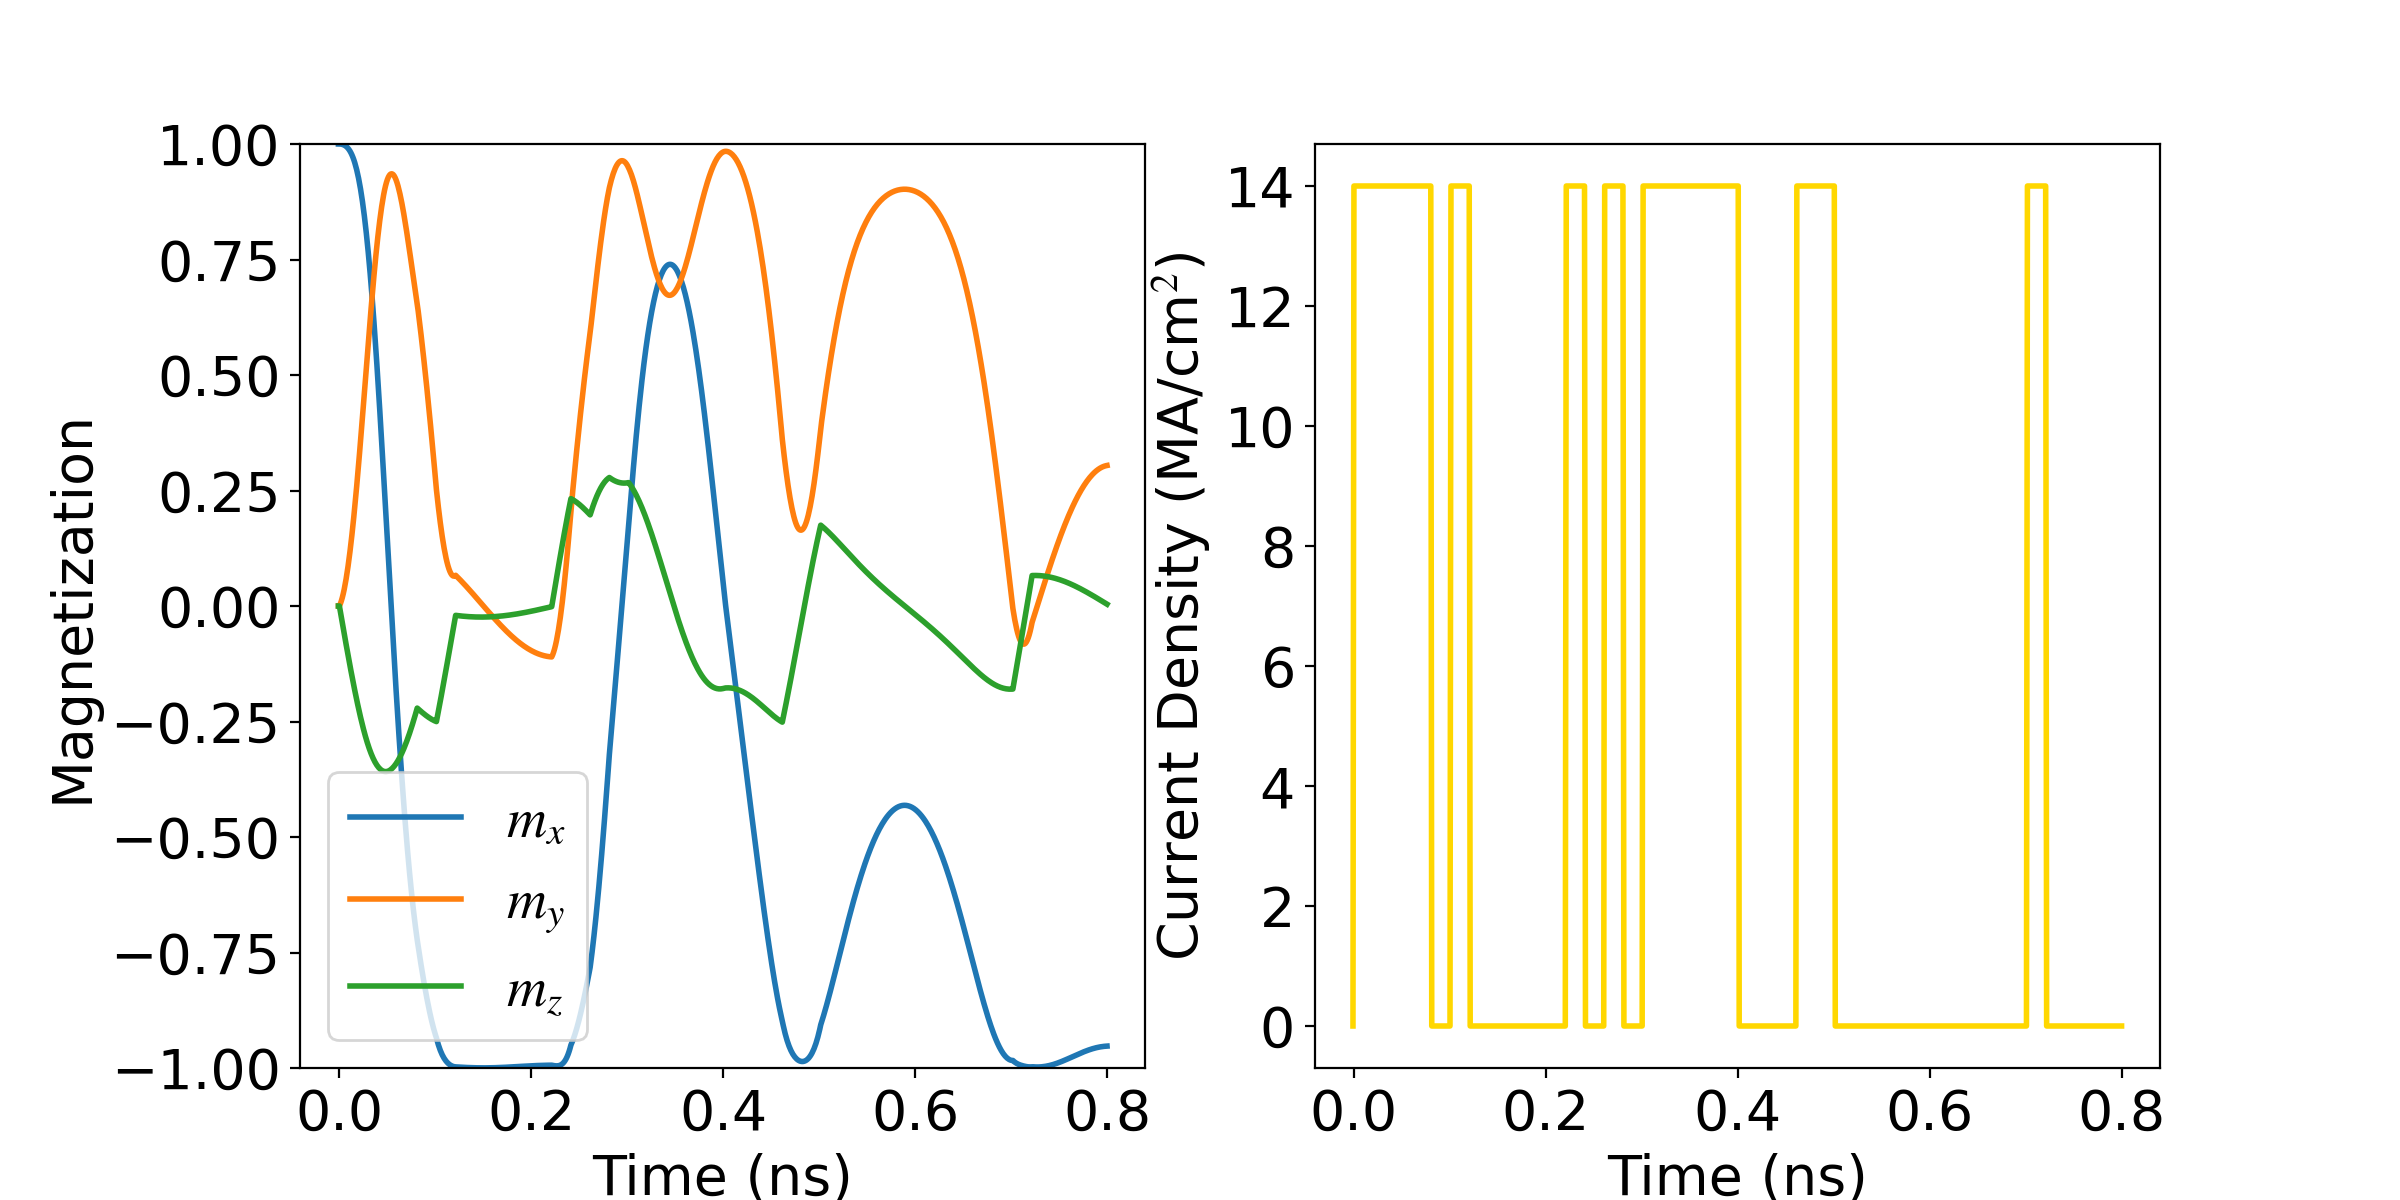 1.00
0.75
0.50
0.25
0.00
−0.25
−0.50
−0.75
−1.00
Magnetization
0.0 0.2 0.4 0.6 0.8
Time (ns)
m_x
m_y
m_z
14
12
10
8
6
4
2
0
Current Density (MA/cm²)
0.0 0.2 0.4 0.6 0.8
Time (ns)